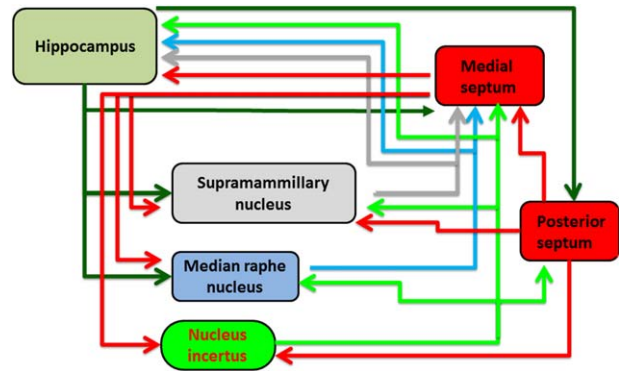 Hippocampus
Medial
septum
Supramammillary
nucleus
Posterior
septum
Median raphe
nucleus
Nucleus
incertus